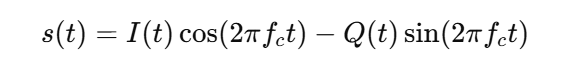 s(t) = I(t) cos(2πf_c t) − Q(t) sin(2πf_c t)